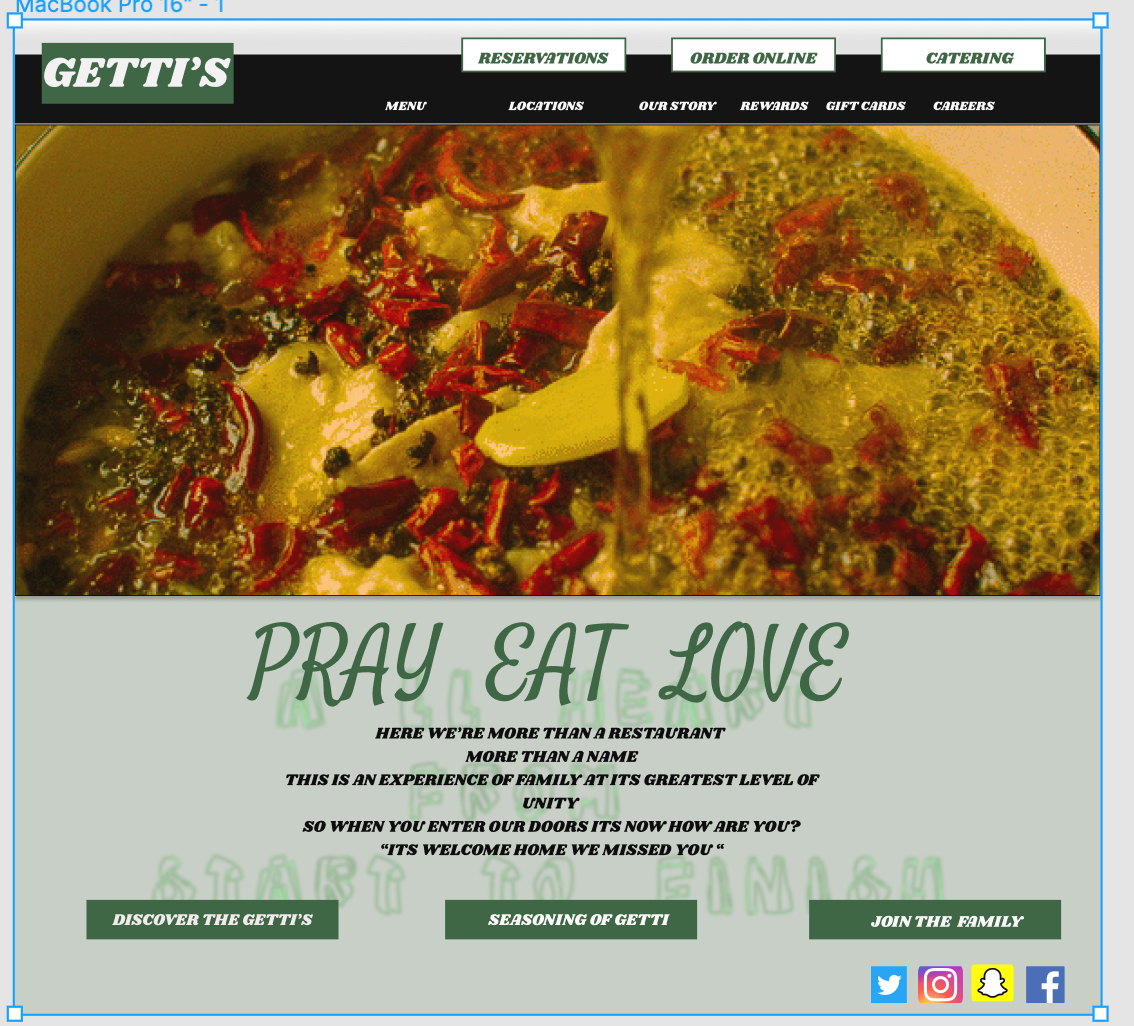 MacBook Pro 16" - 1
GETTI'S
RESERVATIONS
ORDER ONLINE
CATERING
MENU
LOCATIONS
OUR STORY
REWARDS
GIFT CARDS
CAREERS
PRAY EAT LOVE
ALL HEART
HERE WE'RE MORE THAN A RESTAURANT
MORE THAN A NAME
THIS IS AN EXPERIENCE OF FAMILY AT ITS GREATEST LEVEL OF
FROM
UNITY
SO WHEN YOU ENTER OUR DOORS ITS NOW HOW ARE YOU?
“ITS WELCOME HOME WE MISSED YOU “
START TO FINISH
DISCOVER THE GETTI'S
SEASONING OF GETTI
JOIN THE FAMILY